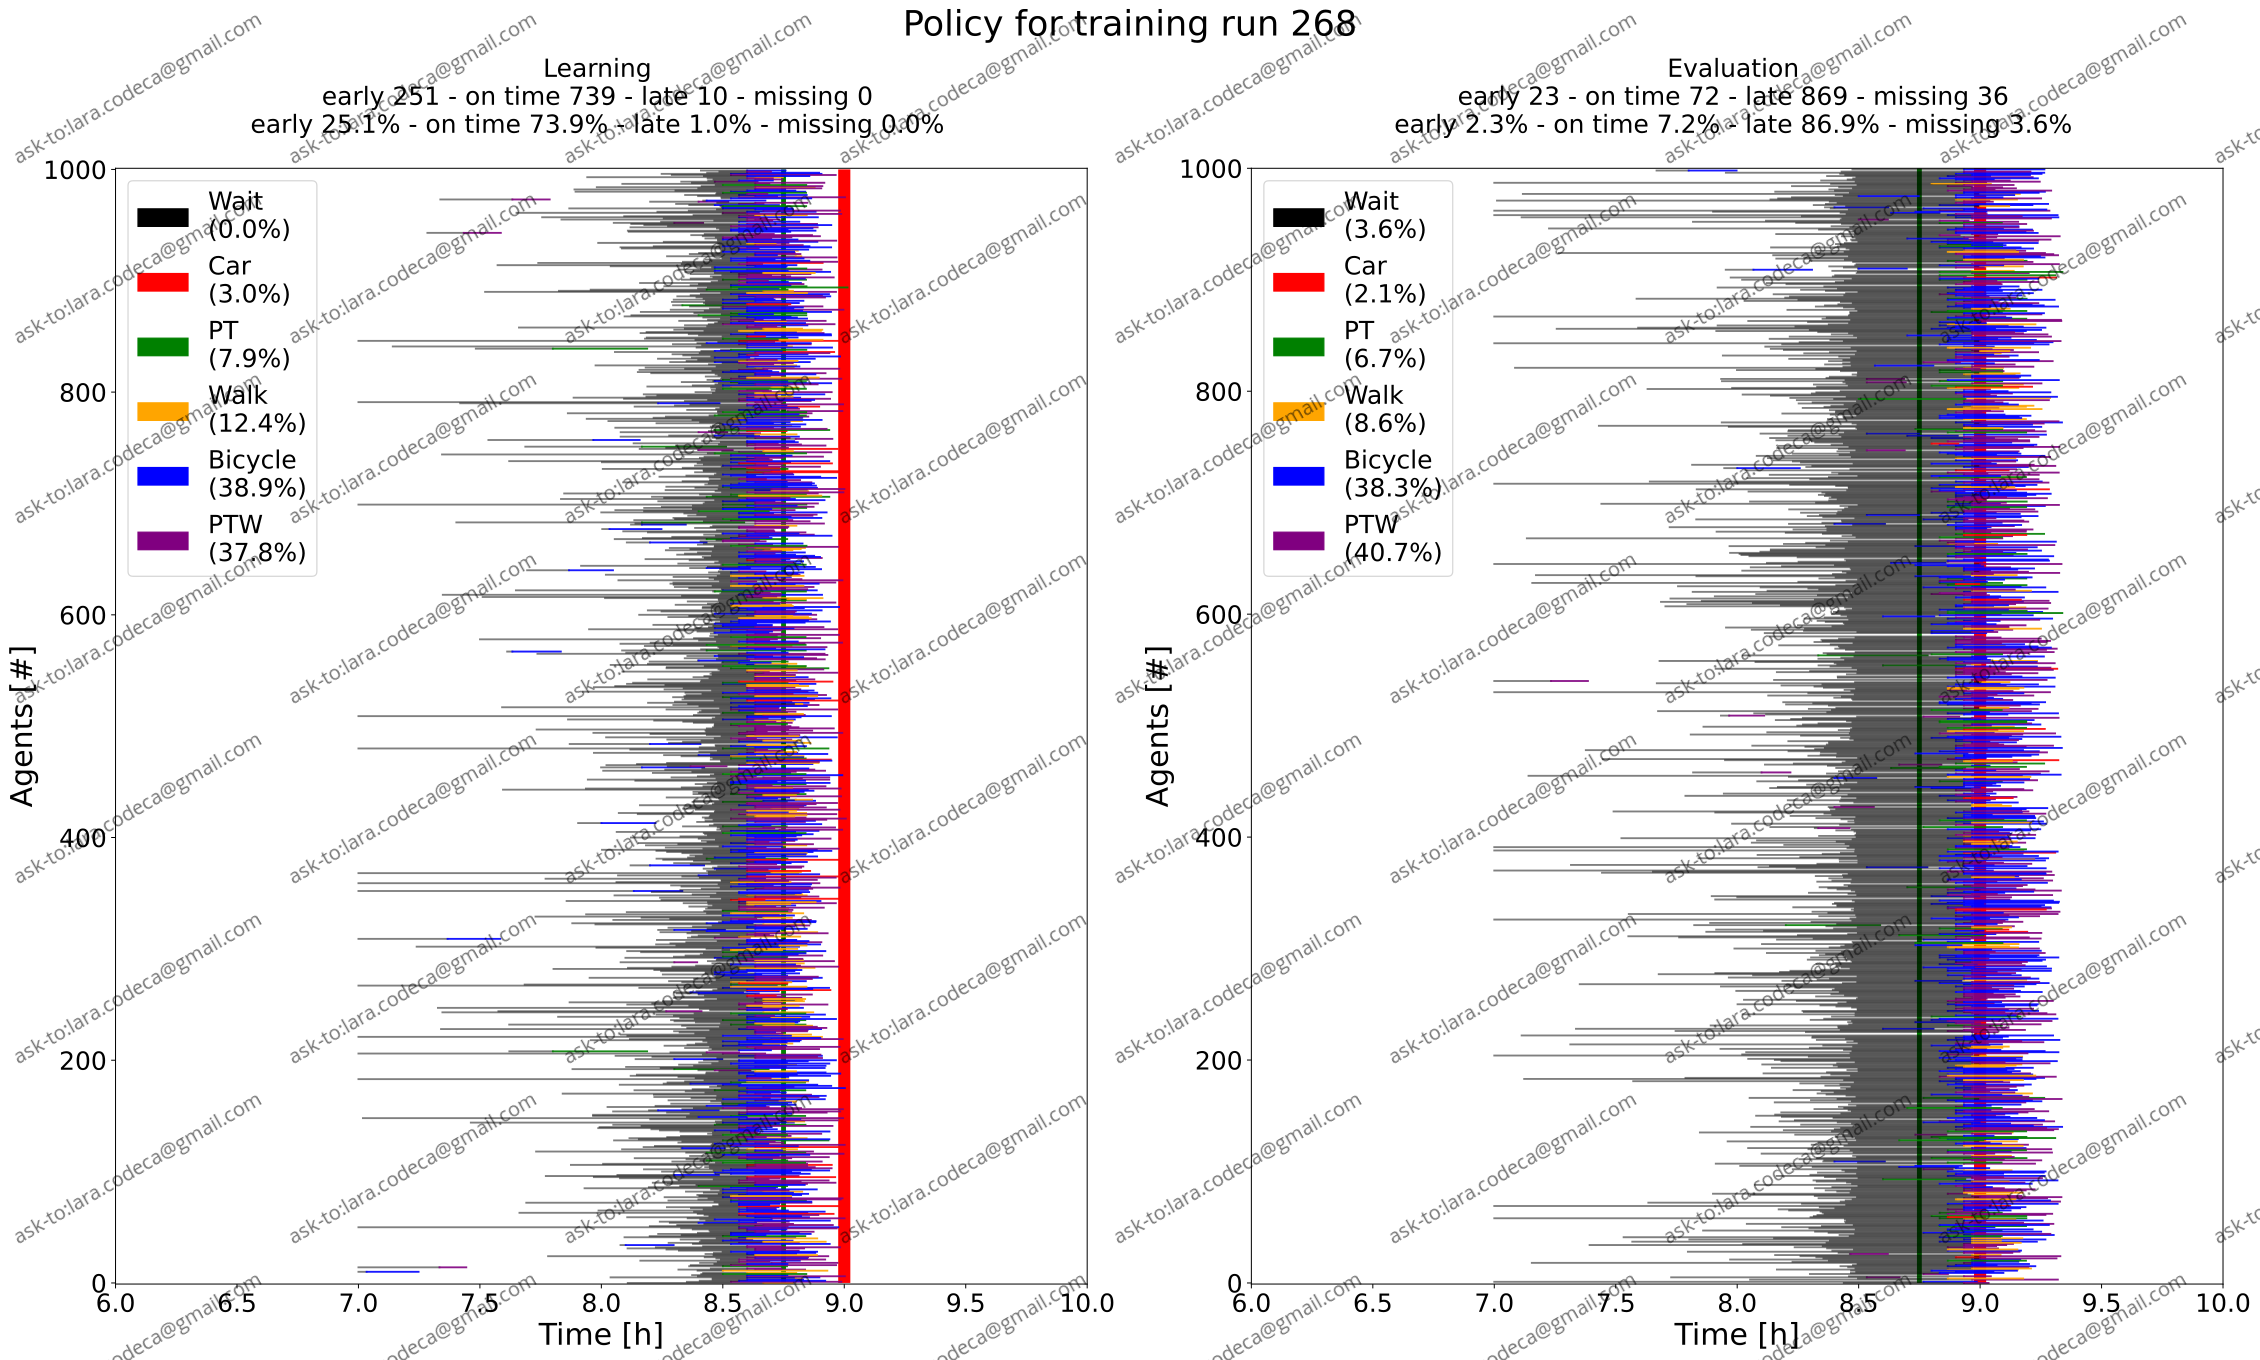 Policy for training run 268
Learning
early 251 - on time 739 - late 10 - missing 0
early 25.1% - on time 73.9% - late 1.0% - missing 0.0%
1000
800
600
400
200
0
Agents [#]
Wait
(0.0%)
Car
(3.0%)
PT
(7.9%)
Walk
(12.4%)
Bicycle
(38.9%)
PTW
(37.8%)
6.0 6.5 7.0 7.5 8.0 8.5 9.0 9.5 10.0
Time [h]
Evaluation
early 23 - on time 72 - late 869 - missing 36
early 2.3% - on time 7.2% - late 86.9% - missing 3.6%
1000
800
600
400
200
0
Agents [#]
Wait
(3.6%)
Car
(2.1%)
PT
(6.7%)
Walk
(8.6%)
Bicycle
(38.3%)
PTW
(40.7%)
6.0 6.5 7.0 7.5 8.0 8.5 9.0 9.5 10.0
Time [h]
ask-to:lara.codeca@gmail.com